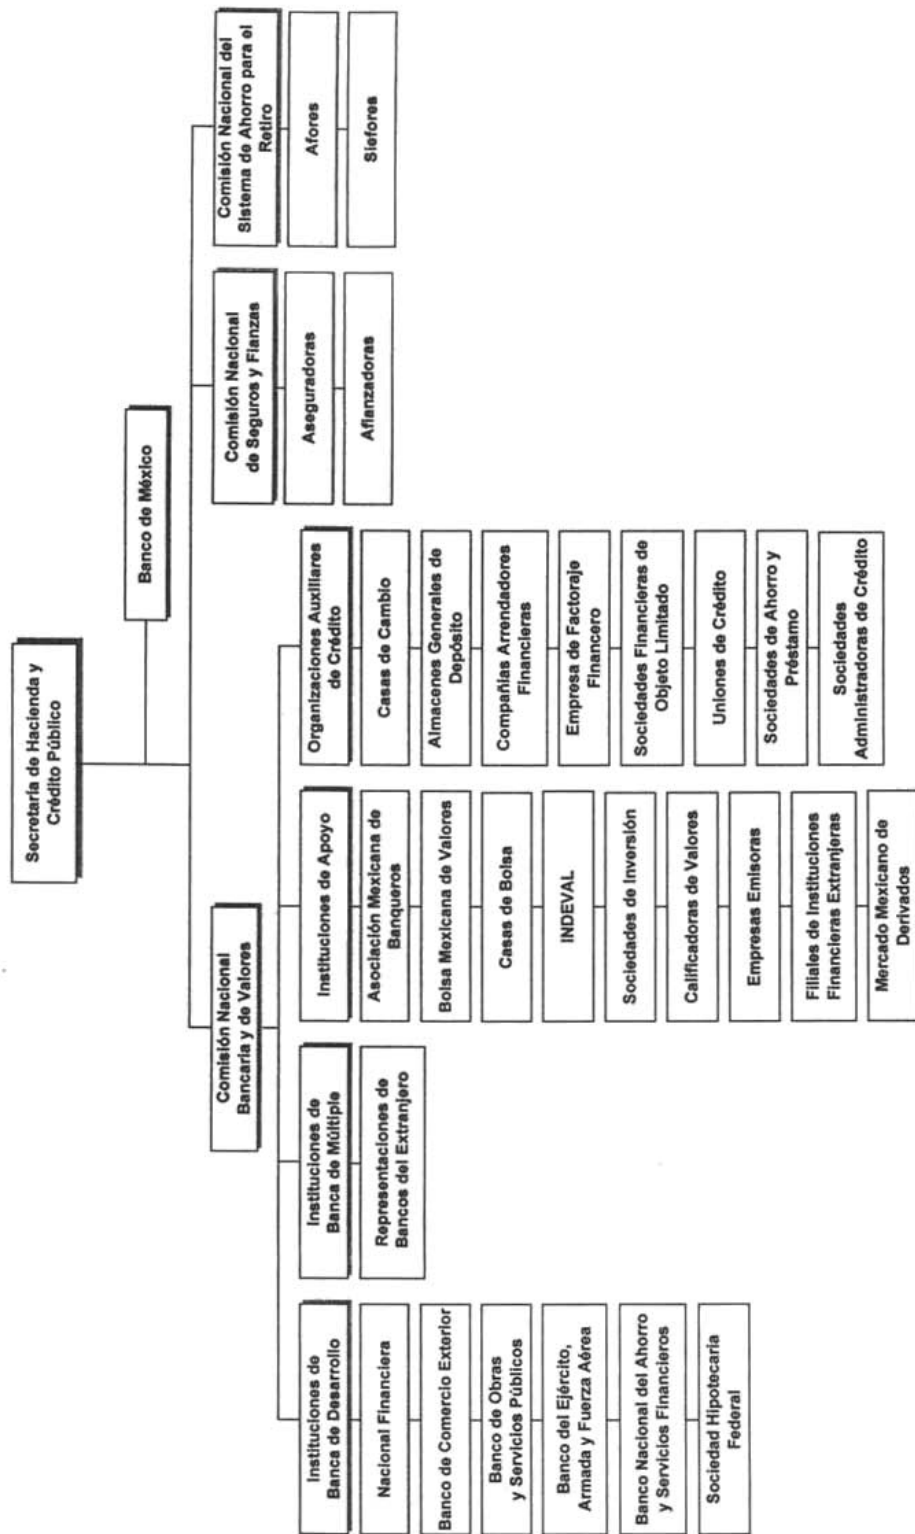 Secretaría de Hacienda y
Crédito Público
Banco de México
Comisión Nacional
Bancaria y de Valores
Comisión Nacional
de Seguros y Fianzas
Comisión Nacional del
Sistema de Ahorro para el
Retiro
Instituciones de
Banca de Desarrollo
Nacional Financiera
Banco de Comercio Exterior
Banco de Obras
y Servicios Públicos
Banco del Ejército,
Armada y Fuerza Aérea
Banco Nacional del Ahorro
y Servicios Financieros
Sociedad Hipotecaria
Federal
Instituciones de
Banca de Múltiple
Representaciones de
Bancos del Extranjero
Instituciones de Apoyo
Asociación Mexicana de
Banqueros
Bolsa Mexicana de Valores
Casas de Bolsa
INDEVAL
Sociedades de Inversión
Calificadoras de Valores
Empresas Emisoras
Filiales de Instituciones
Financieras Extranjeras
Mercado Mexicano de
Derivados
Organizaciones Auxiliares
de Crédito
Casas de Cambio
Almacenes Generales de
Depósito
Compañías Arrendadores
Financieras
Empresa de Factoraje
Financero
Sociedades Financieras de
Objeto Limitado
Uniones de Crédito
Sociedades de Ahorro y
Préstamo
Sociedades
Administradoras de Crédito
Aseguradoras
Afianzadoras
Afores
Siefores